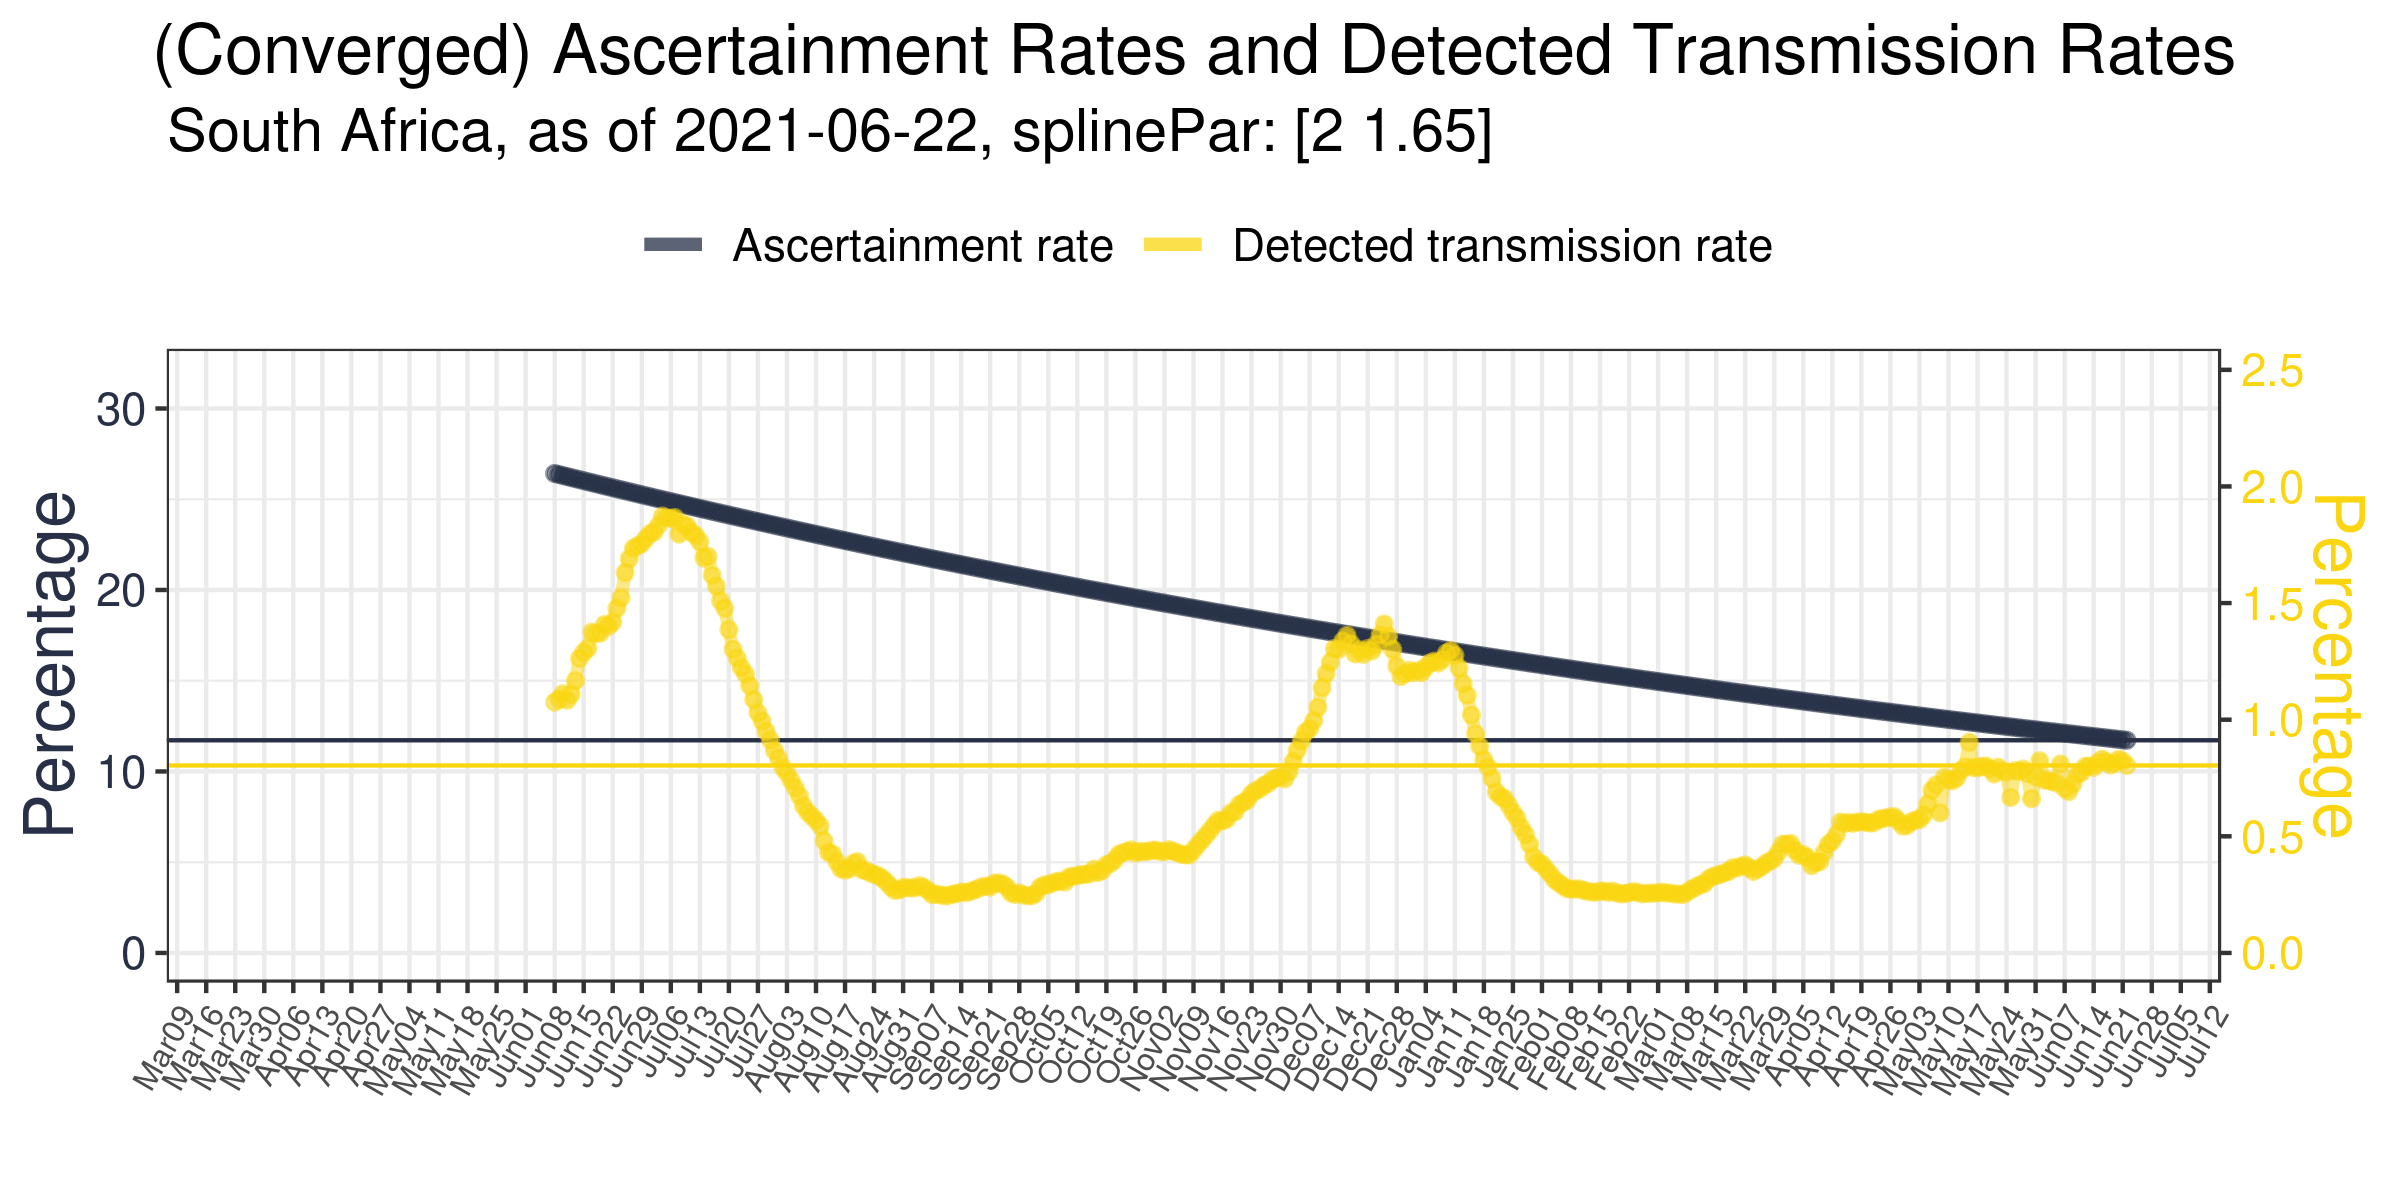 (Converged) Ascertainment Rates and Detected Transmission Rates
South Africa, as of 2021-06-22, splinePar: [2 1.65]
Ascertainment rate
Detected transmission rate
Percentage
30
20
10
0
2.5
2.0
1.5
1.0
0.5
0.0
Percentage
Mar09
Mar16
Mar23
Mar30
Apr06
Apr13
Apr20
Apr27
May04
May11
May18
May25
Jun01
Jun08
Jun15
Jun22
Jun29
Jul06
Jul13
Jul20
Jul27
Aug03
Aug10
Aug17
Aug24
Aug31
Sep07
Sep14
Sep21
Sep28
Oct05
Oct12
Oct19
Oct26
Nov02
Nov09
Nov16
Nov23
Nov30
Dec07
Dec14
Dec21
Dec28
Jan04
Jan11
Jan18
Jan25
Feb01
Feb08
Feb15
Feb22
Mar01
Mar08
Mar15
Mar22
Mar29
Apr05
Apr12
Apr19
Apr26
May03
May10
May17
May24
May31
Jun07
Jun14
Jun21
Jun28
Jul05
Jul12